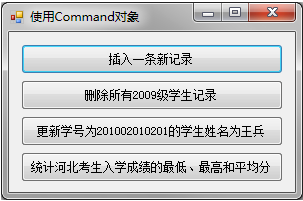 使用Command对象
插入一条新记录
删除所有2009级学生记录
更新学号为201002010201的学生姓名为王兵
统计河北考生入学成绩的最低、最高和平均分